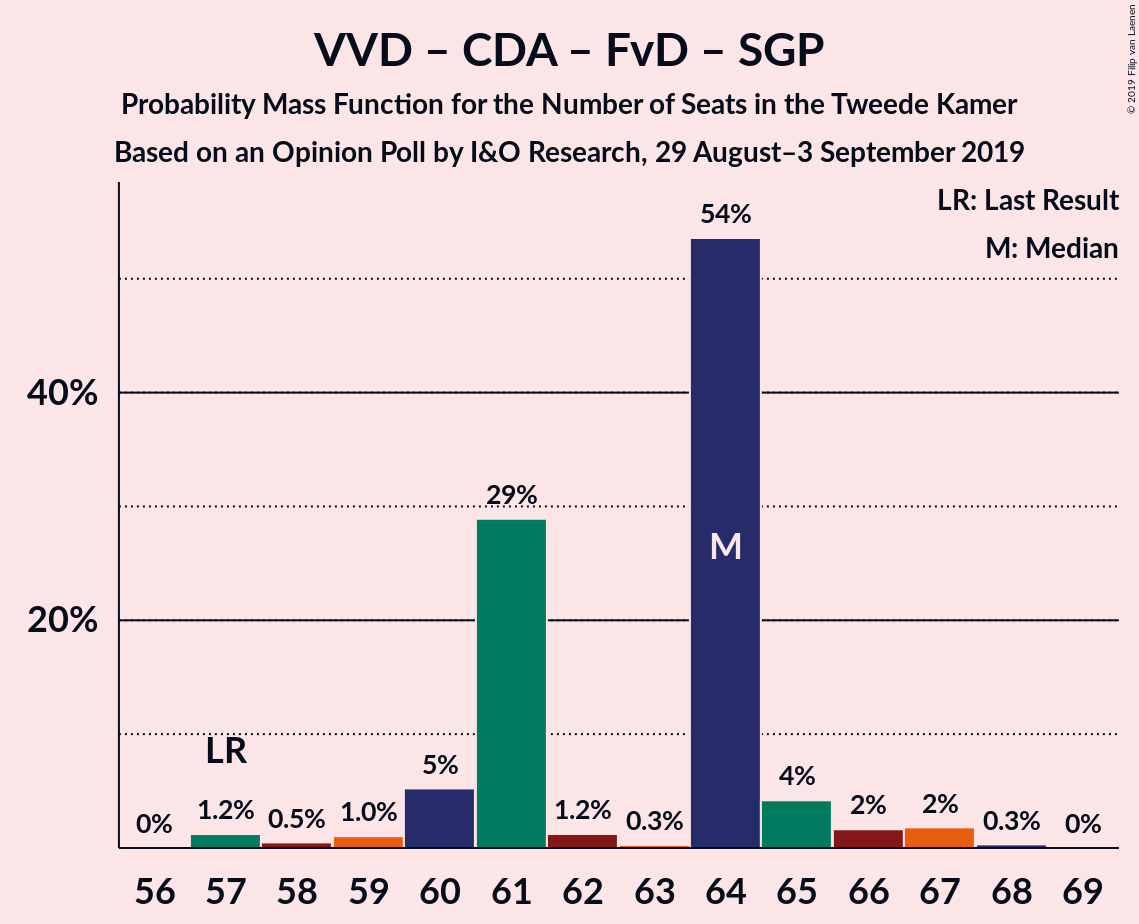 VVD – CDA – FvD – SGP
Probability Mass Function for the Number of Seats in the Tweede Kamer
Based on an Opinion Poll by I&O Research, 29 August–3 September 2019
© 2019 Filip van Laenen
LR: Last Result
M: Median
40%
20%
0%
1.2%
0.5%
1.0%
5%
29%
1.2%
0.3%
54%
4%
2%
2%
0.3%
0%
LR
M
56 57 58 59 60 61 62 63 64 65 66 67 68 69